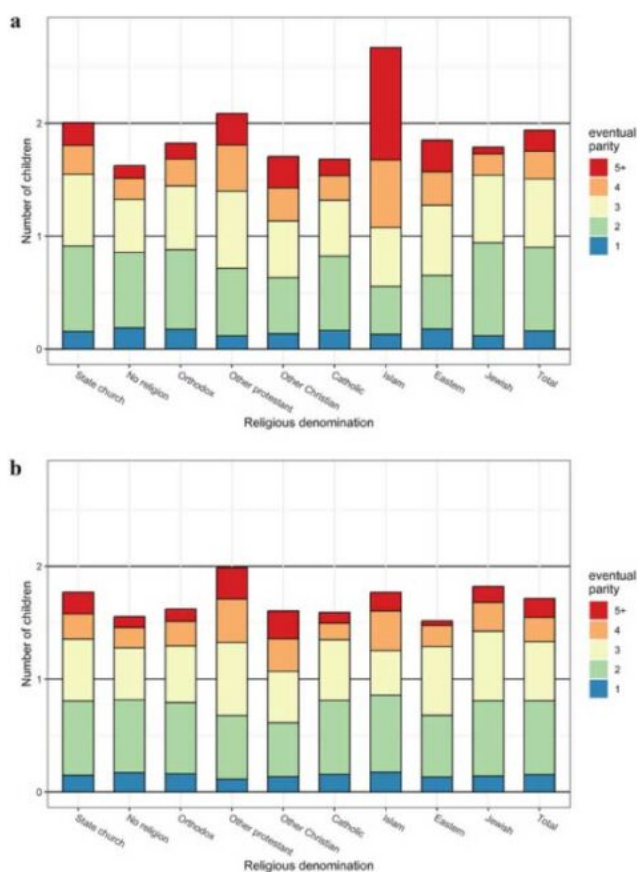 a
Number of children
2
1
0
State church
No religion
Orthodox
Other protestant
Other Christian
Catholic
Islam
Eastern
Jewish
Total
Religious denomination
eventual
parity
5+
4
3
2
1
b
Number of children
2
1
0
State church
No religion
Orthodox
Other protestant
Other Christian
Catholic
Islam
Eastern
Jewish
Total
Religious denomination
eventual
parity
5+
4
3
2
1